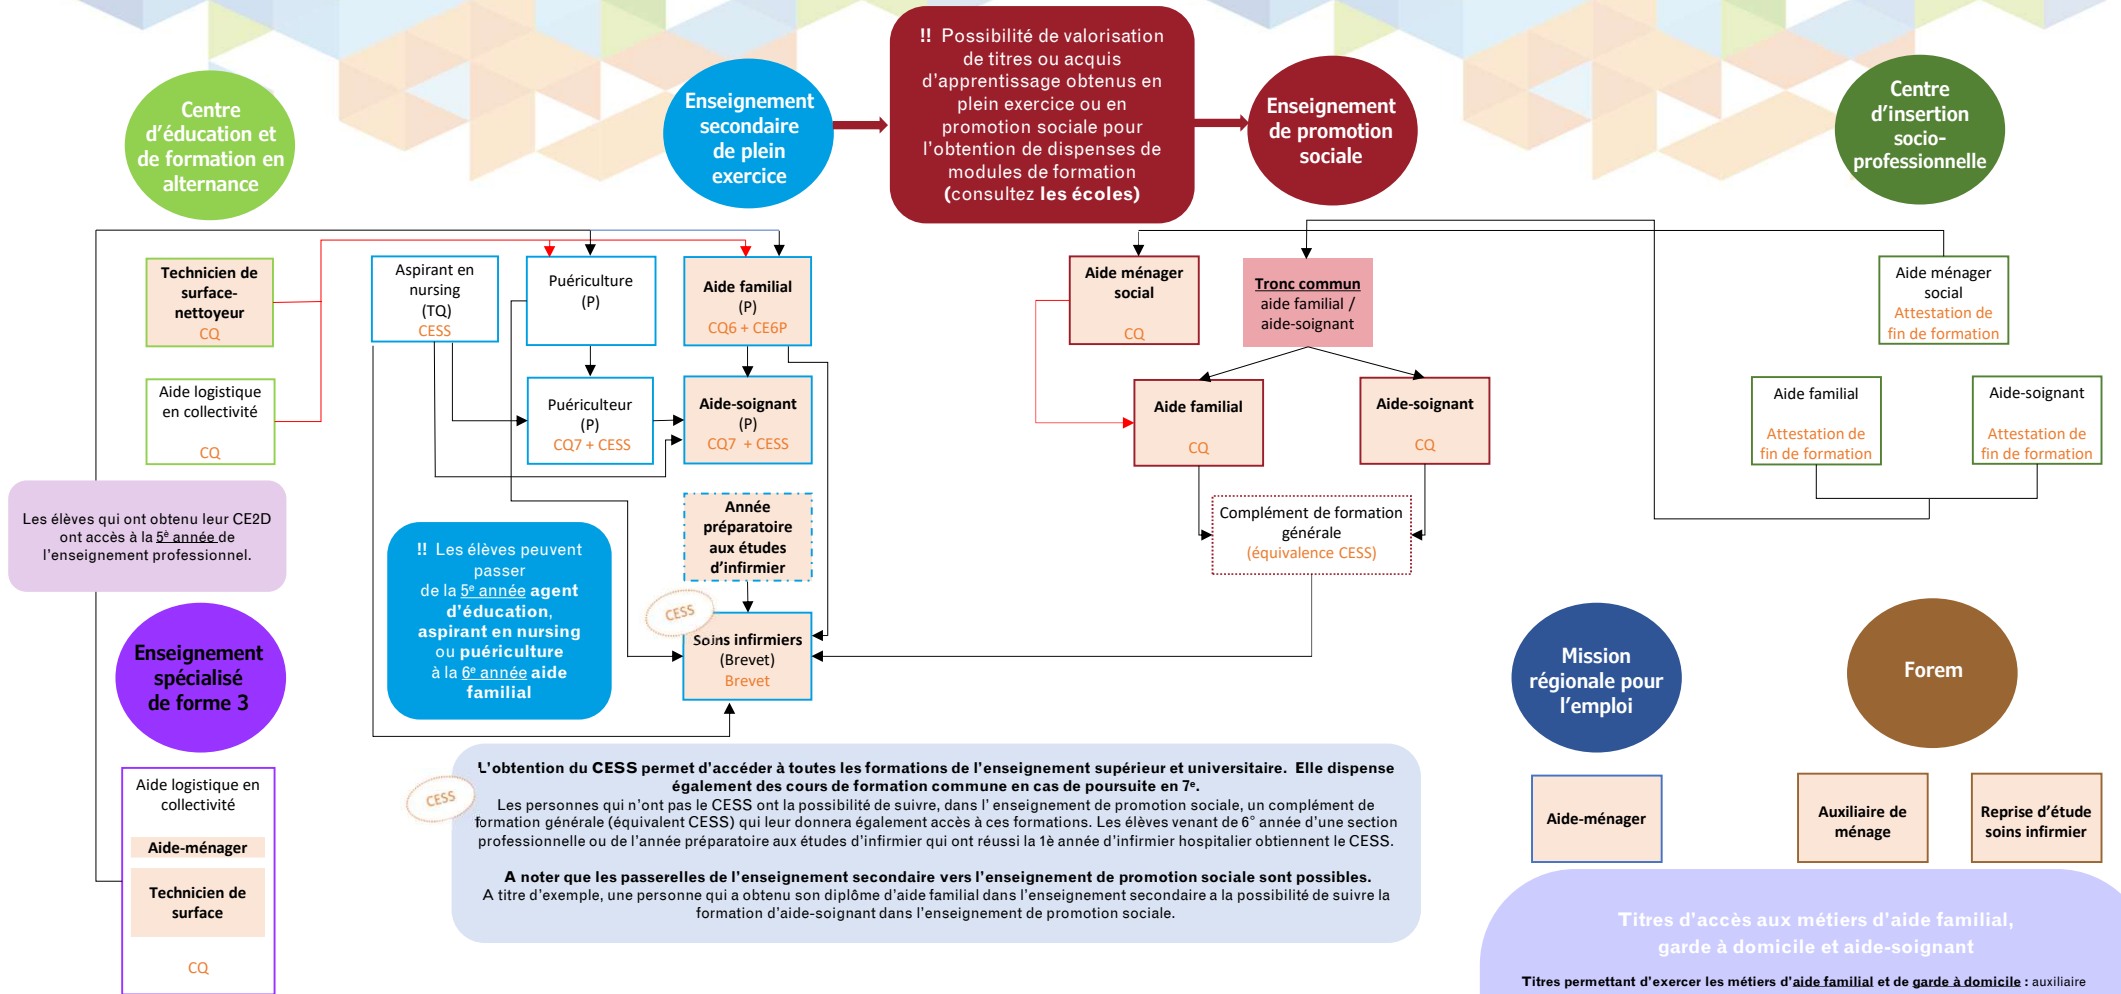 !! Possibilité de valorisation
de titres ou acquis
d'apprentissage obtenus en
plein exercice ou en
promotion sociale pour
l'obtention de dispenses de
modules de formation
(consultez les écoles)
Centre
d'éducation et
de formation en
alternance
Enseignement
secondaire
de plein
exercice
Enseignement
de promotion
sociale
Centre
d'insertion
socio-
professionnelle
Technicien de
surface-
nettoyeur
CQ
Aide logistique
en collectivité
CQ
Aspirant en
nursing
(TQ)
CESS
Puériculture
(P)
Aide familial
(P)
CQ6 + CE6P
Puériculteur
(P)
CQ7 + CESS
Aide-soignant
(P)
CQ7 + CESS
Année
préparatoire
aux études
d'infirmier
CESS
Soins infirmiers
(Brevet)
Brevet
Aide ménager
social
CQ
Tronc commun
aide familial /
aide-soignant
Aide familial
CQ
Aide-soignant
CQ
Complément de formation
générale
(équivalence CESS)
Aide ménager
social
Attestation de
fin de formation
Aide familial
Attestation de
fin de formation
Aide-soignant
Attestation de
fin de formation
Les élèves qui ont obtenu leur CE2D
ont accès à la 5è année de
l'enseignement professionnel.
!! Les élèves peuvent
passer
de la 5e année agent
d'éducation,
aspirant en nursing
ou puériculture
à la 6e année aide
familial
Enseignement
spécialisé
de forme 3
Aide logistique en
collectivité
Aide-ménager
Technicien de
surface
CQ
Mission
régionale pour
l'emploi
Forem
Aide-ménager
Auxiliaire de
ménage
Reprise d'étude
soins infirmier
CESS
L'obtention du CESS permet d'accéder à toutes les formations de l'enseignement supérieur et universitaire. Elle dispense
également des cours de formation commune en cas de poursuite en 7e.
Les personnes qui n'ont pas le CESS ont la possibilité de suivre, dans l' enseignement de promotion sociale, un complément de
formation générale (équivalent CESS) qui leur donnera également accès à ces formations. Les élèves venant de 6° année d'une section
professionnelle ou de l'année préparatoire aux études d'infirmier qui ont réussi la 1è année d'infirmier hospitalier obtiennent le CESS.
A noter que les passerelles de l'enseignement secondaire vers l'enseignement de promotion sociale sont possibles.
A titre d'exemple, une personne qui a obtenu son diplôme d'aide familial dans l'enseignement secondaire a la possibilité de suivre la
formation d'aide-soignant dans l'enseignement de promotion sociale.
Titres d'accès aux métiers d'aide familial,
garde à domicile et aide-soignant
Titres permettant d'exercer les métiers d'aide familial et de garde à domicile : auxiliaire